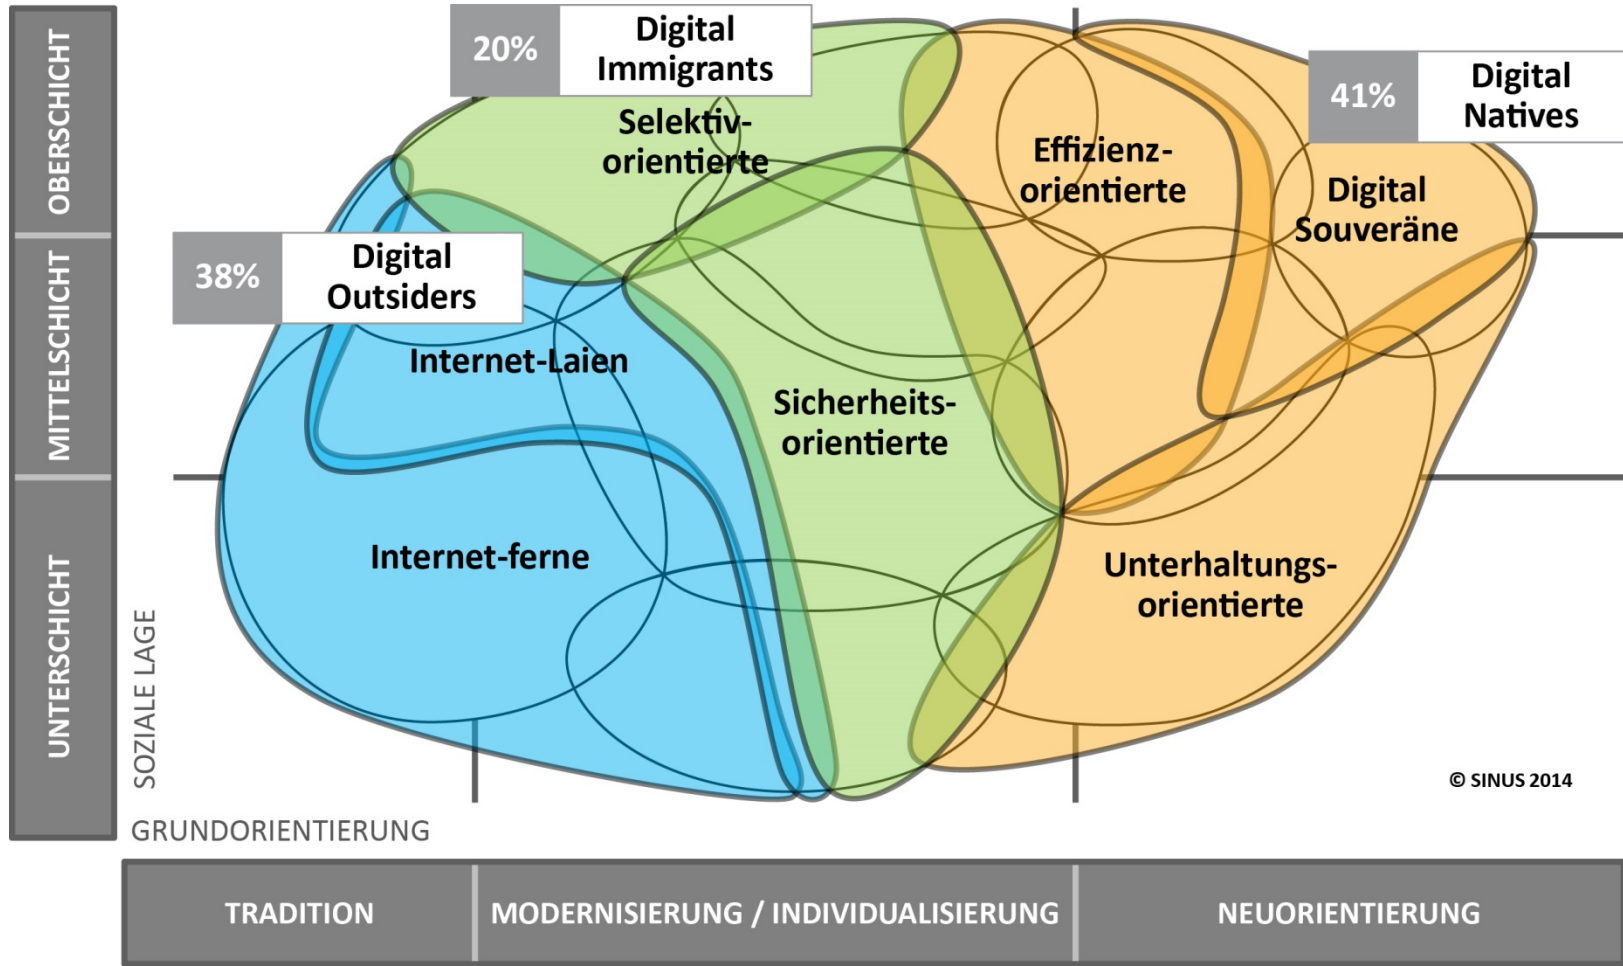 OBERSCHICHT
MITTELSCHICHT
UNTERSCHICHT
SOZIALE LAGE
20%
Digital
Immigrants
41%
Digital
Natives
38%
Digital
Outsiders
Selektiv-
orientierte
Effizienz-
orientierte
Digital
Souveräne
Internet-Laien
Sicherheits-
orientierte
Internet-ferne
Unterhaltungs-
orientierte
© SINUS 2014
GRUNDORIENTIERUNG
TRADITION
MODERNISIERUNG / INDIVIDUALISIERUNG
NEUORIENTIERUNG